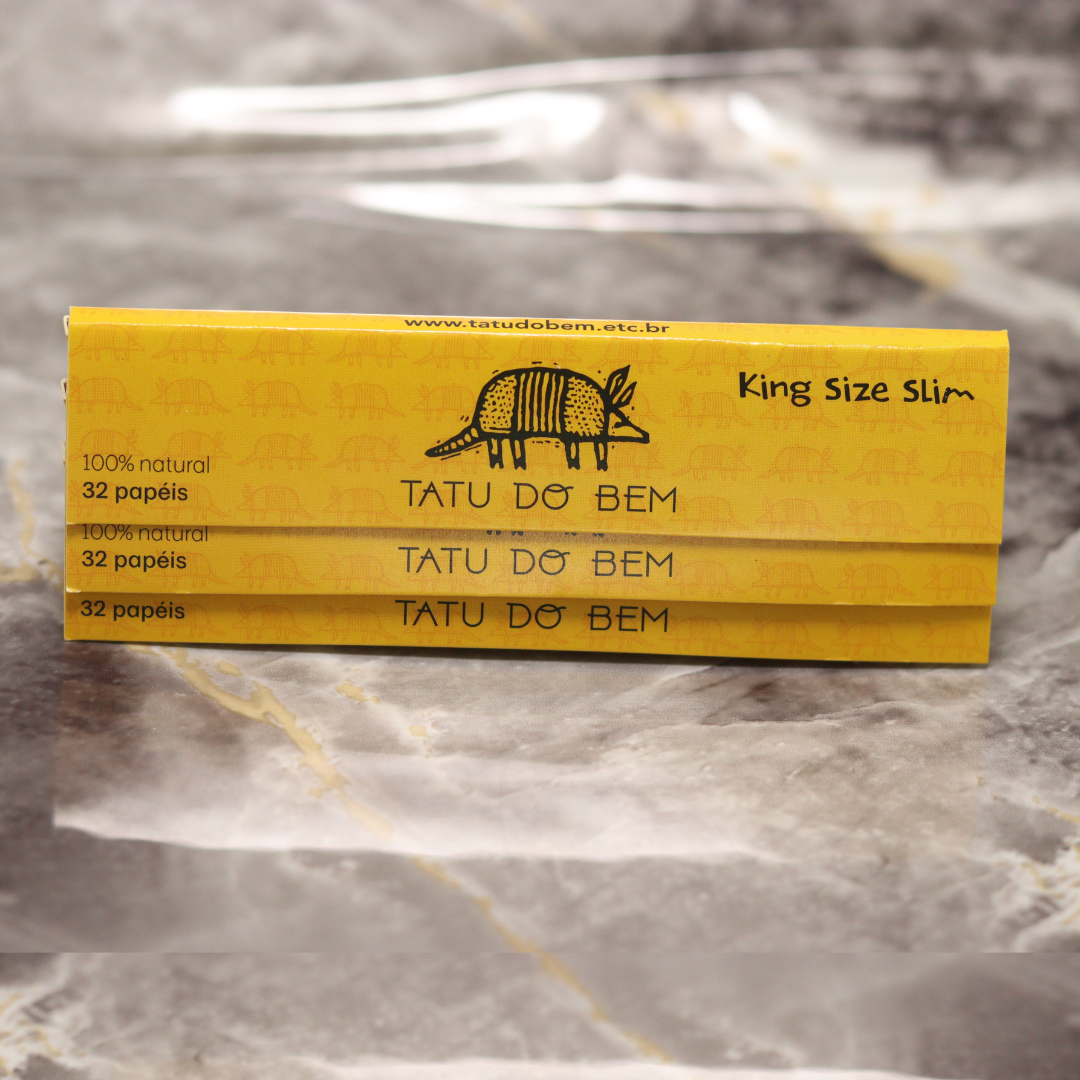 www.tatudobem.etc.br
King Size Slim
100% natural
32 papéis
TATU DO BEM
100% natural
32 papéis
TATU DO BEM
32 papéis
TATU DO BEM